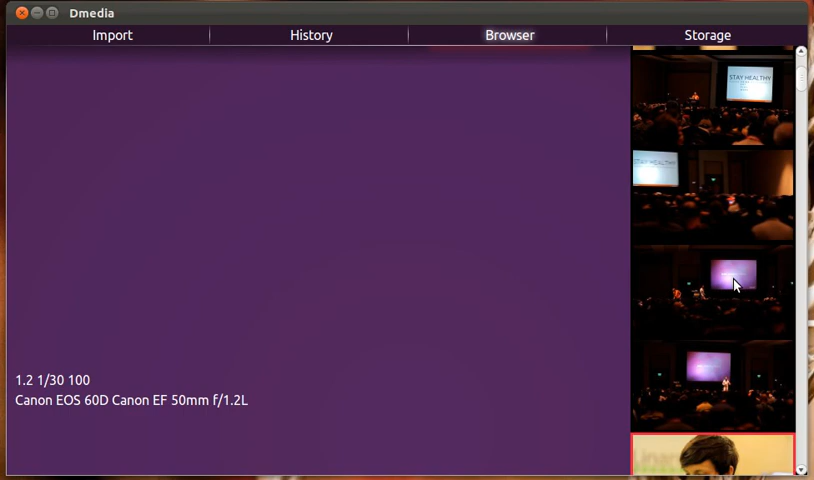 Dmedia
Import
History
Browser
Storage
STAY HEALTHY
STAY HEALTHY
1.2 1/30 100
Canon EOS 60D Canon EF 50mm f/1.2L